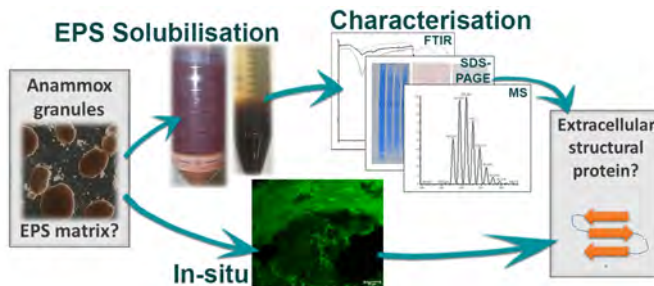 EPS Solubilisation
Characterisation
FTIR
SDS-
PAGE
MS
Anammox
granules
EPS matrix?
In-situ
Extracellular
structural
protein?